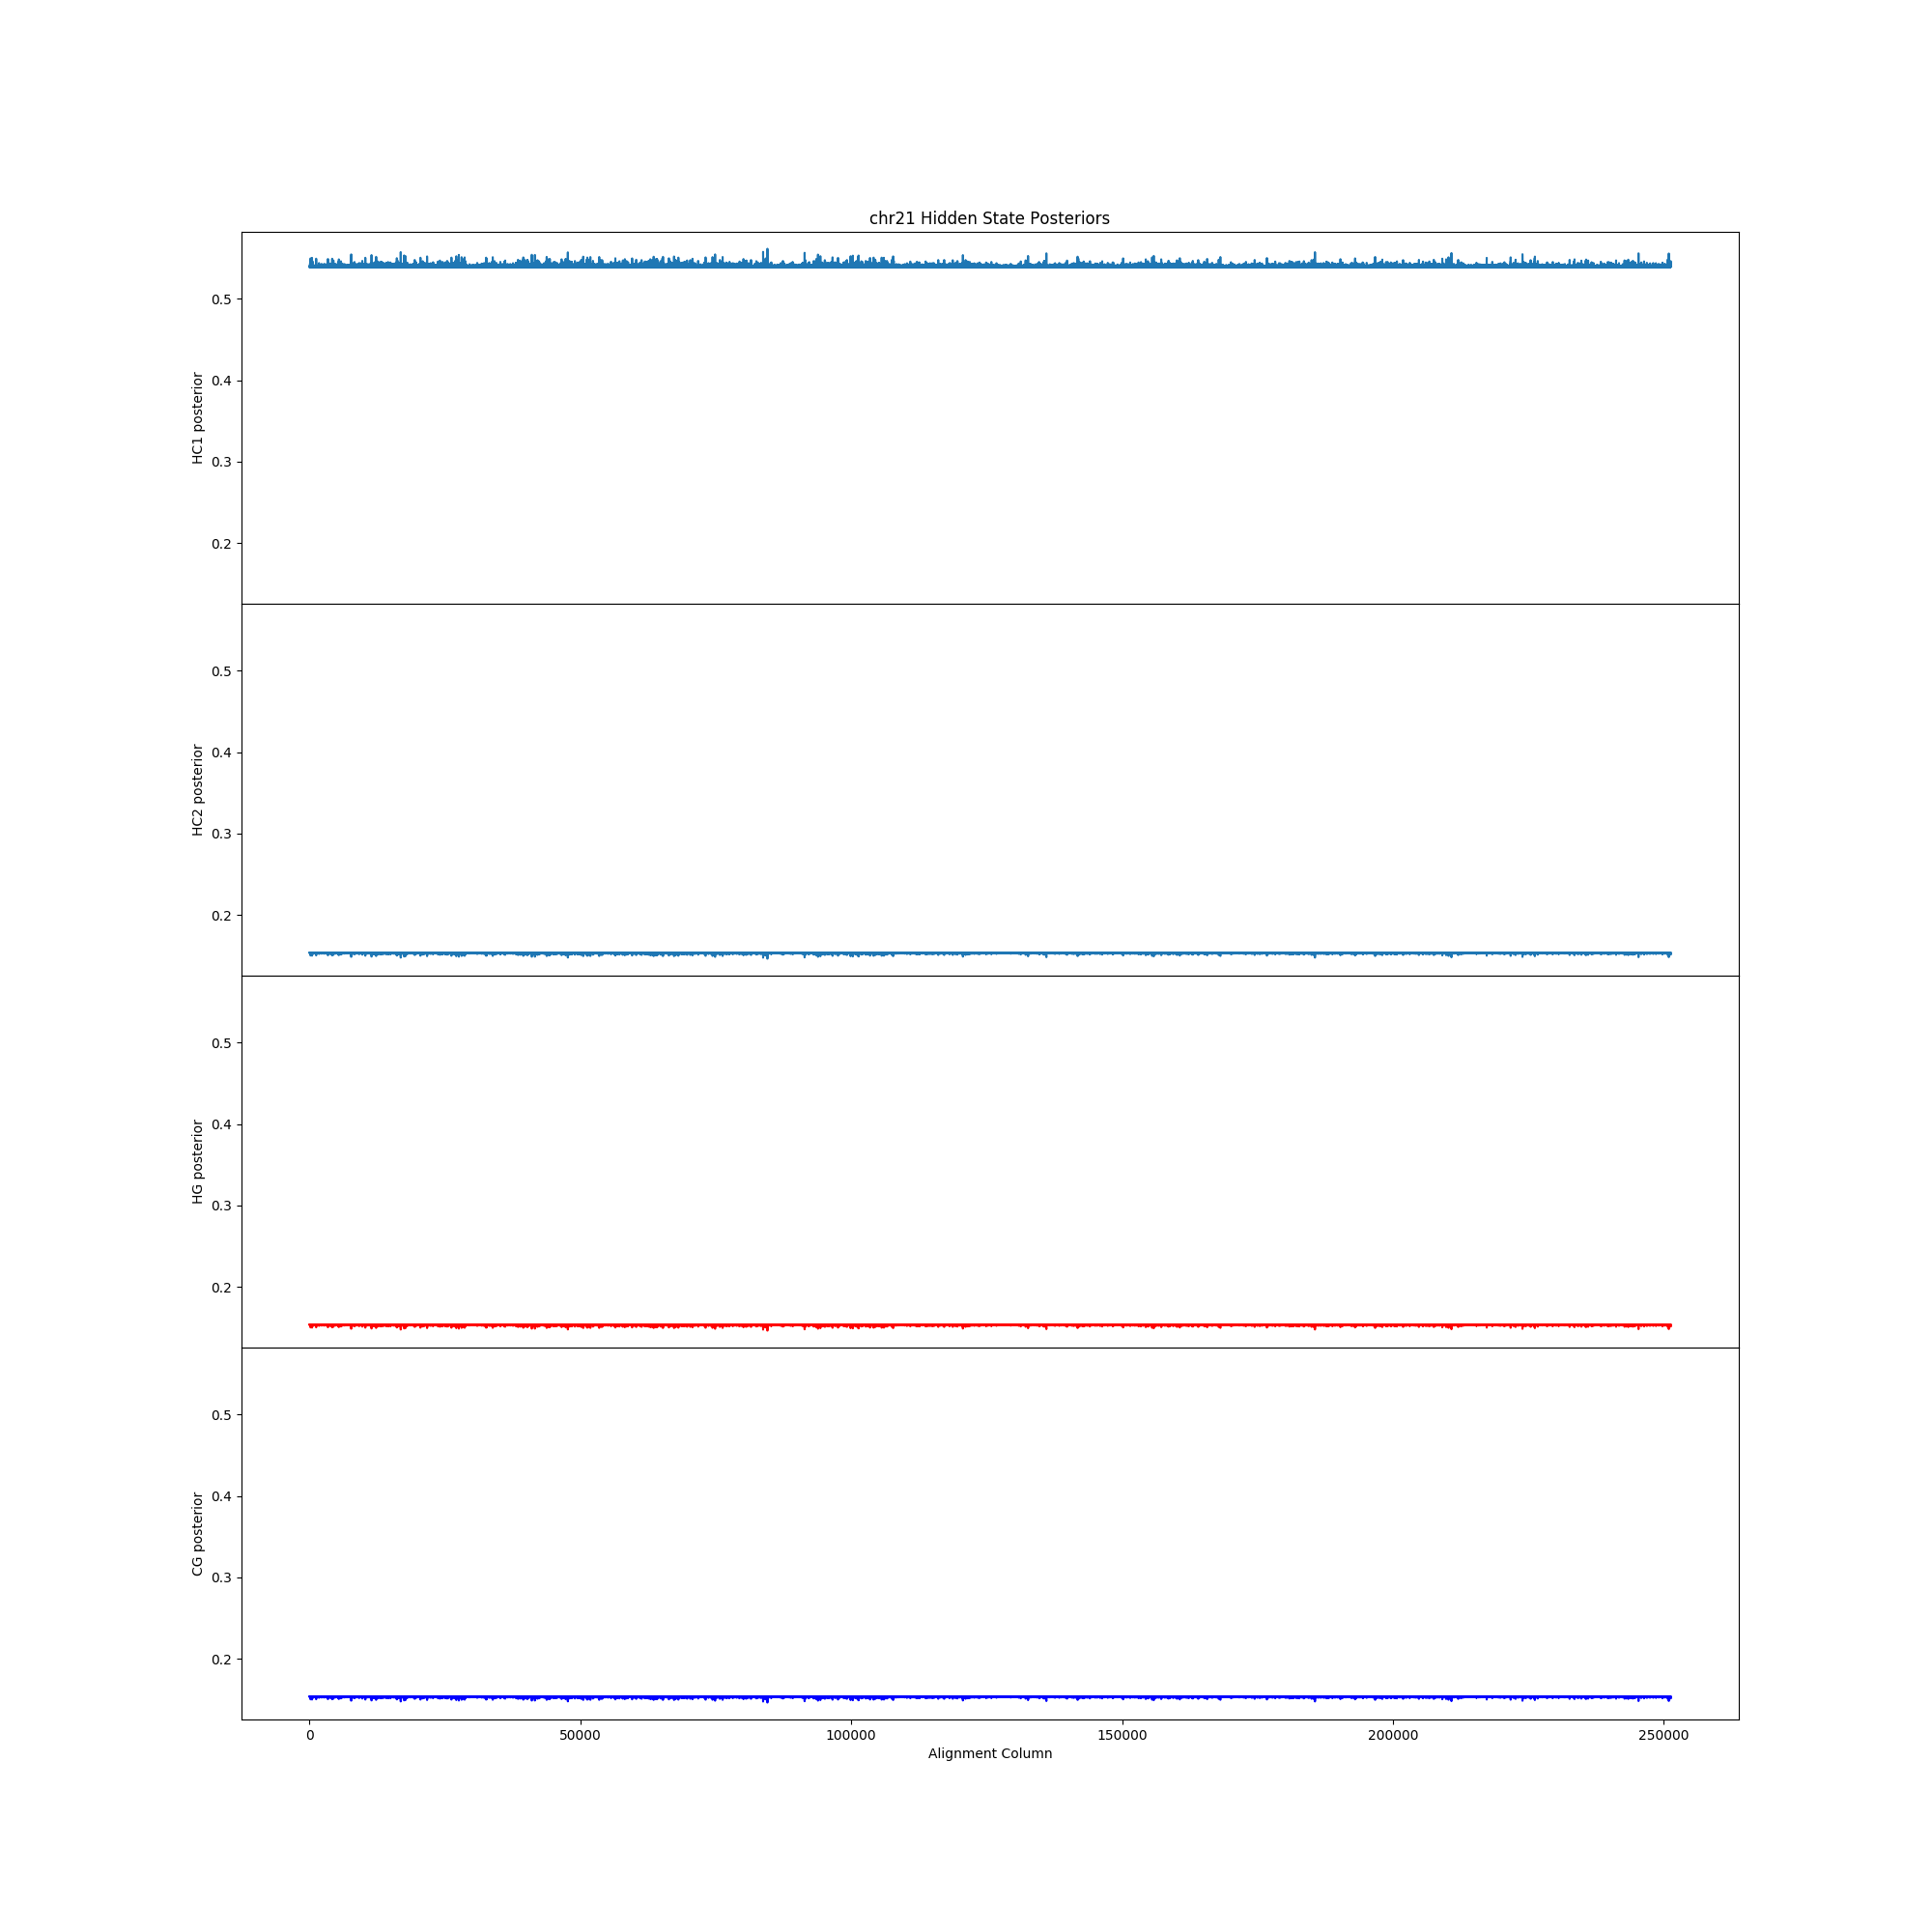 chr21 Hidden State Posteriors
0.5
0.4
HC1 posterior
0.3
0.2
0.5
0.4
HC2 posterior
0.3
0.2
0.5
0.4
HG posterior
0.3
0.2
0.5
0.4
CG posterior
0.3
0.2
0 50000 100000 150000 200000 250000
Alignment Column